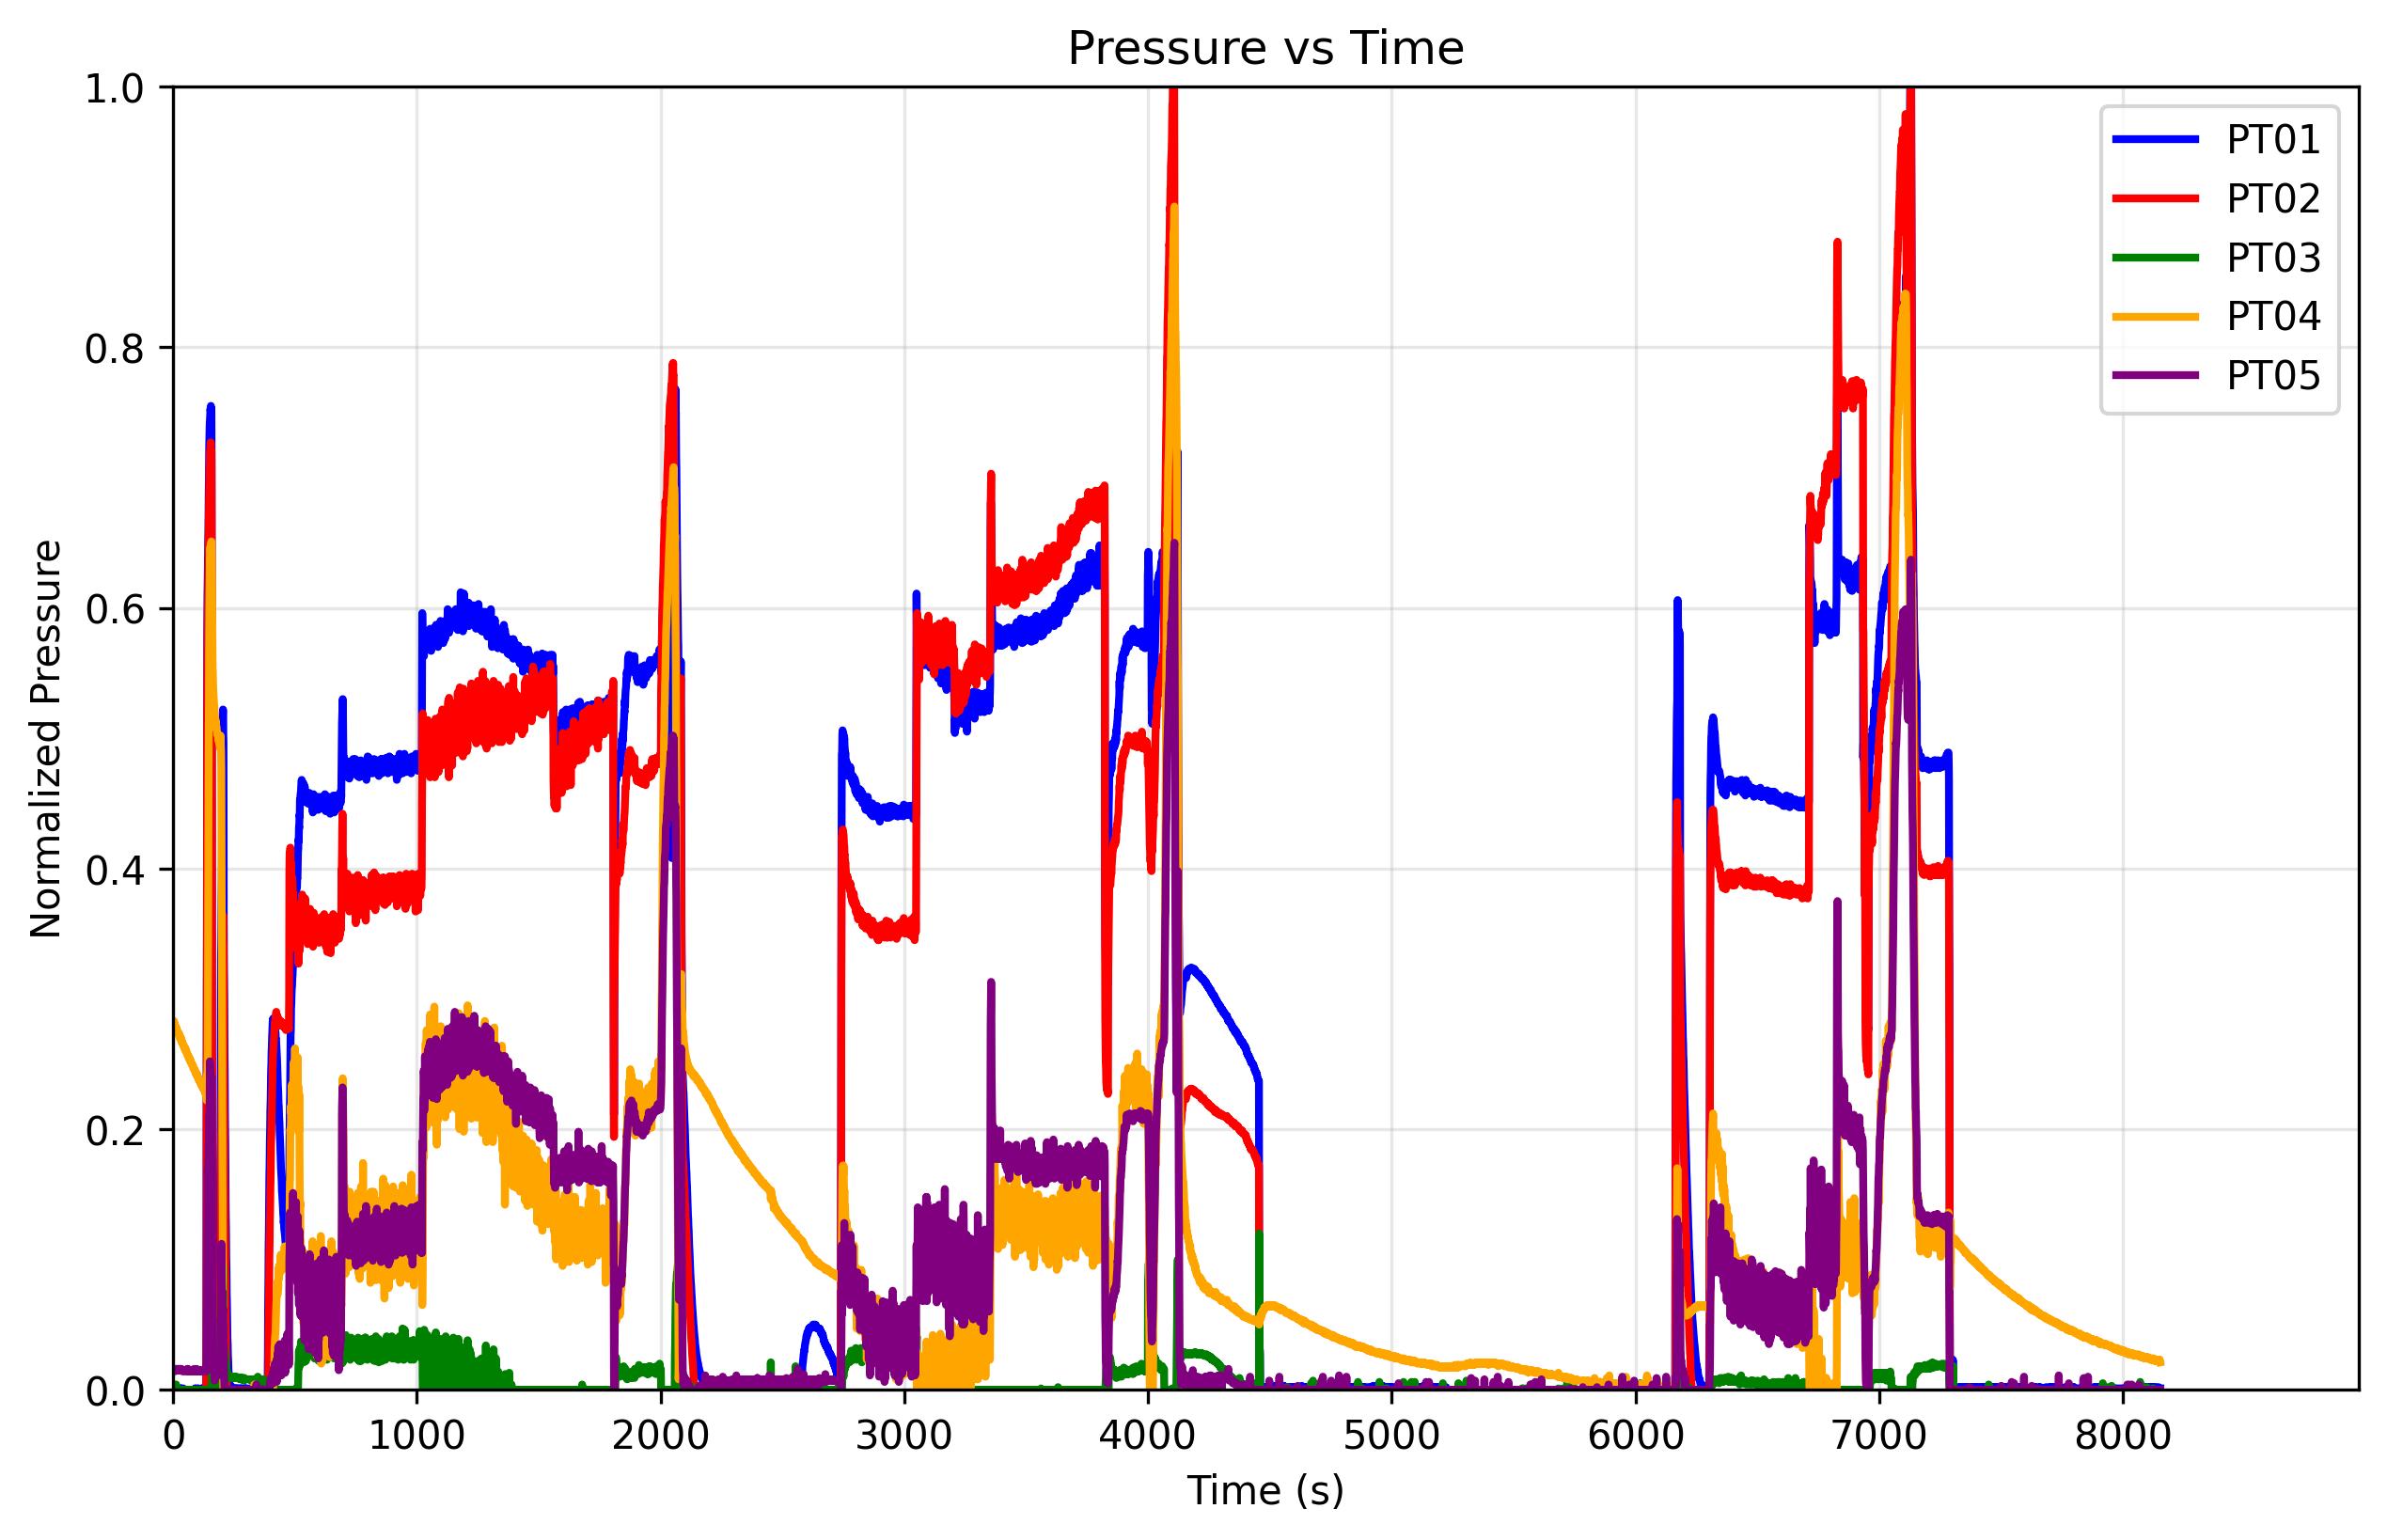 Pressure vs Time
1.0
0.8
0.6
0.4
0.2
0.0
Normalized Pressure
PT01
PT02
PT03
PT04
PT05
0 1000 2000 3000 4000 5000 6000 7000 8000
Time (s)